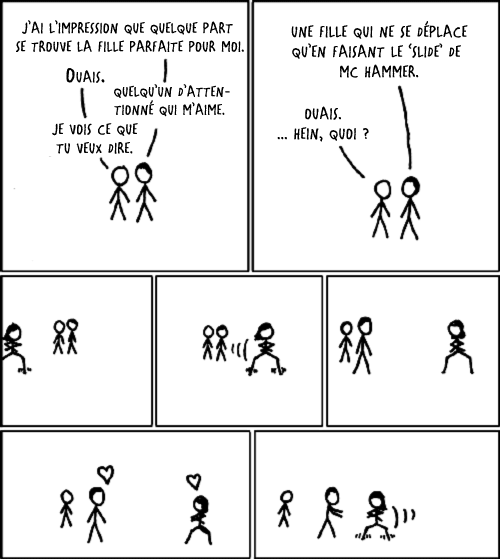 J'AI L'IMPRESSION QUE QUELQUE PART
SE TROUVE LA FILLE PARFAITE POUR MOI.
OUAIS.
QUELQU'UN D'ATTEN-
TIONNÉ QUI M'AIME.
JE VOIS CE QUE
TU VEUX DIRE.
UNE FILLE QUI NE SE DÉPLACE
QU'EN FAISANT LE 'SLIDE' DE
MC HAMMER.
OUAIS.
... HEIN, QUOI ?